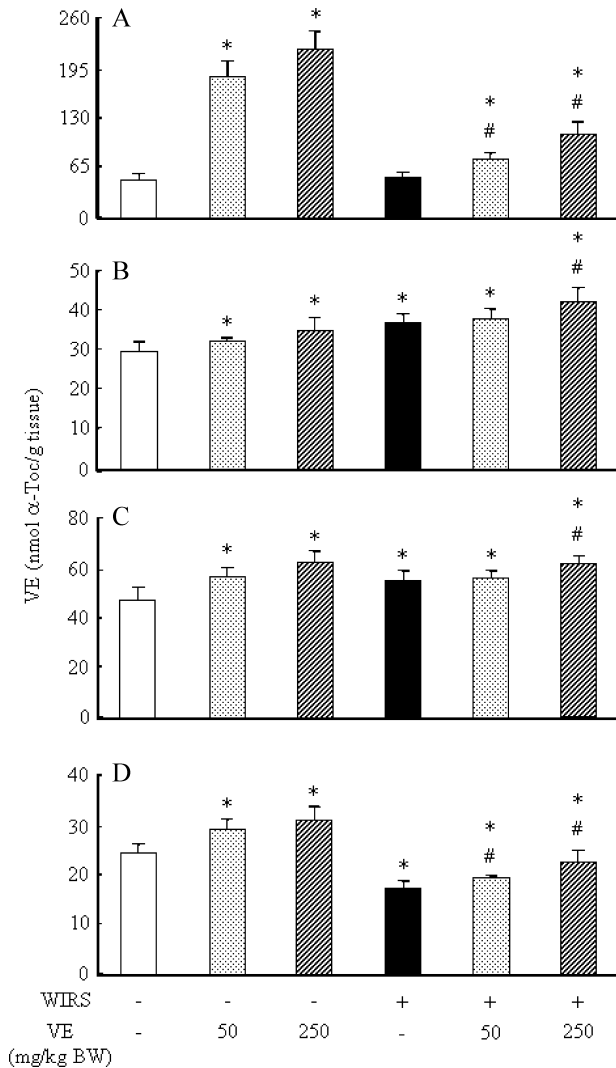 A
260
195
130
65
0
* * * * # * #
B
50
40
30
20
10
0
* * * * * #
C
80
60
40
20
0
* * * * * #
D
40
30
20
10
0
* * * * # * #
VE (nmol α-Toc/g tissue)
WIRS - - - + + +
VE - 50 250 - 50 250
(mg/kg BW)